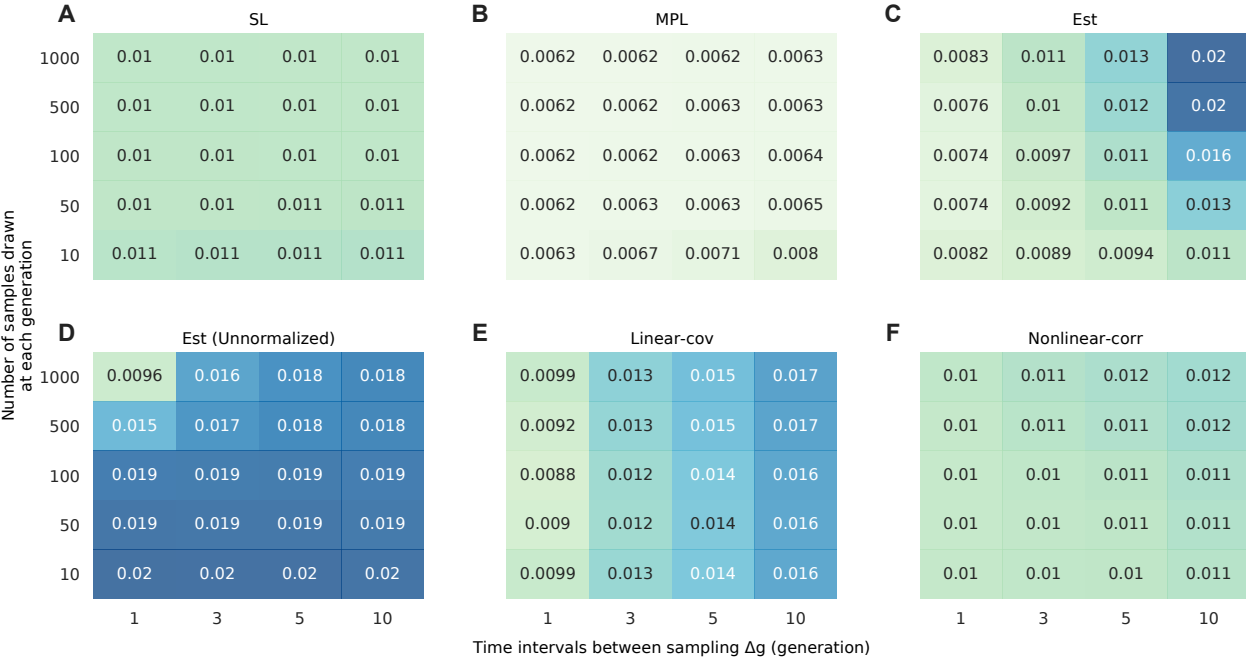 A SL
1000 0.01 0.01 0.01 0.01
500 0.01 0.01 0.01 0.01
100 0.01 0.01 0.01 0.01
50 0.01 0.01 0.011 0.011
10 0.011 0.011 0.011 0.011
B MPL
0.0062 0.0062 0.0062 0.0063
0.0062 0.0062 0.0063 0.0063
0.0062 0.0062 0.0063 0.0064
0.0062 0.0063 0.0063 0.0065
0.0063 0.0067 0.0071 0.008
C Est
0.0083 0.011 0.013 0.02
0.0076 0.01 0.012 0.02
0.0074 0.0097 0.011 0.016
0.0074 0.0092 0.011 0.013
0.0082 0.0089 0.0094 0.011
Number of samples drawn
at each generation
D Est (Unnormalized)
1000 0.0096 0.016 0.018 0.018
500 0.015 0.017 0.018 0.018
100 0.019 0.019 0.019 0.019
50 0.019 0.019 0.019 0.019
10 0.02 0.02 0.02 0.02
1 3 5 10
E Linear-cov
0.0099 0.013 0.015 0.017
0.0092 0.013 0.015 0.017
0.0088 0.012 0.014 0.016
0.009 0.012 0.014 0.016
0.0099 0.013 0.014 0.016
1 3 5 10
F Nonlinear-corr
0.01 0.011 0.012 0.012
0.01 0.011 0.011 0.012
0.01 0.01 0.011 0.011
0.01 0.01 0.011 0.011
0.01 0.01 0.01 0.011
1 3 5 10
Time intervals between sampling Δg (generation)